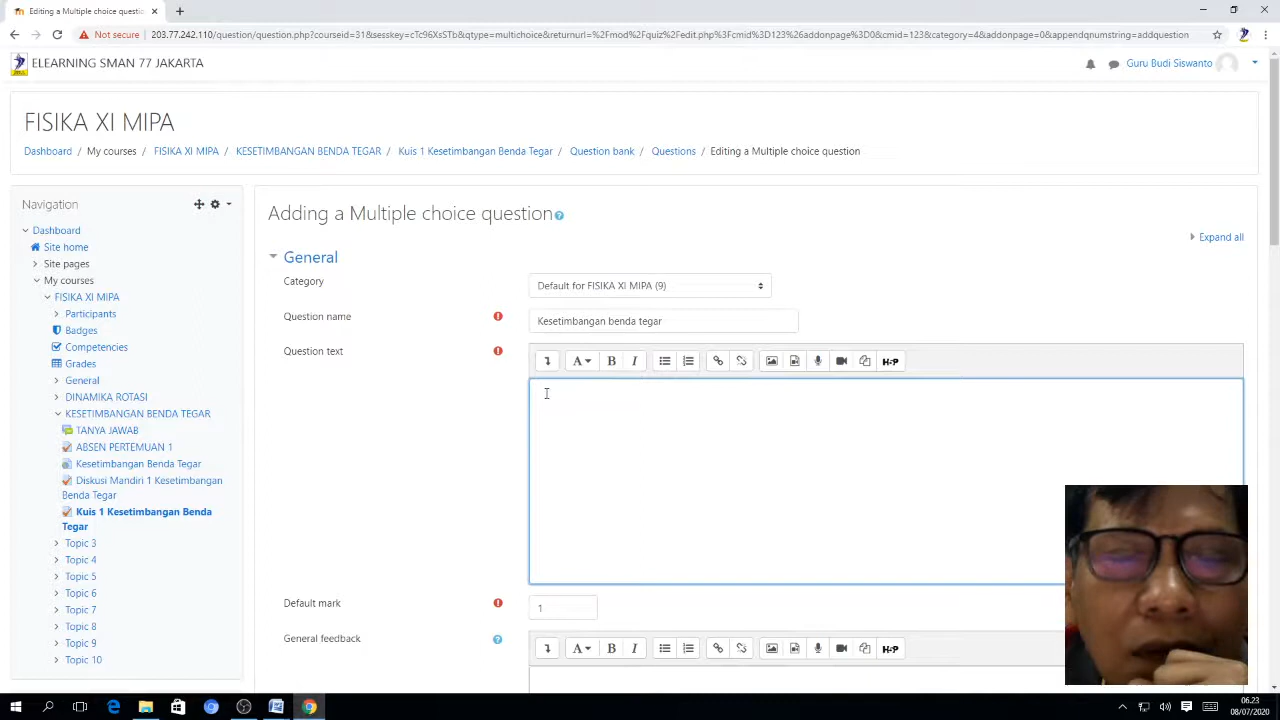 Editing a Multiple choice questio
Not secure
203.77.242.110/question/question.php?courseid=31&sesskey=cTc96XsSTb&qtype=multichoice&returnurl=%2Fmod%2Fquiz%2Fedit.php%3Fcmid%3D123%26addonpage%3D0&cmid=123&category=4&addonpage=0&appendqnumstring=addquestion
ELEARNING SMAN 77 JAKARTA
Guru Budi Siswanto
FISIKA XI MIPA
Dashboard / My courses / FISIKA XI MIPA / KESETIMBANGAN BENDA TEGAR / Kuis 1 Kesetimbangan Benda Tegar / Question bank / Questions / Editing a Multiple choice question
Navigation
Dashboard
Site home
Site pages
My courses
FISIKA XI MIPA
Participants
Badges
Competencies
Grades
General
DINAMIKA ROTASI
KESETIMBANGAN BENDA TEGAR
TANYA JAWAB
ABSEN PERTEMUAN 1
Kesetimbangan Benda Tegar
Diskusi Mandiri 1 Kesetimbangan
Benda Tegar
Kuis 1 Kesetimbangan Benda
Tegar
Topic 3
Topic 4
Topic 5
Topic 6
Topic 7
Topic 8
Topic 9
Topic 10
Adding a Multiple choice question
Expand all
General
Category
Default for FISIKA XI MIPA (9)
Question name
Kesetimbangan benda tegar
Question text
A B I
H5P
Default mark
1
General feedback
A B I
H5P
06.23
08/07/2020